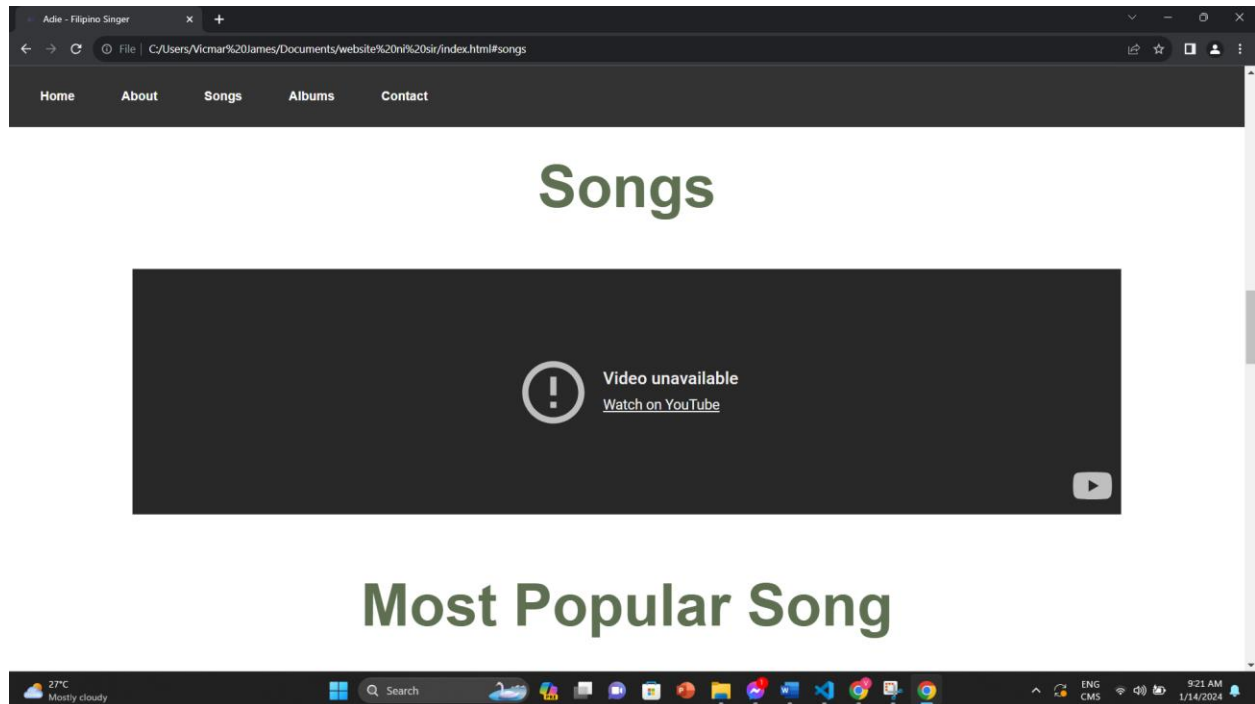 Adie - Filipino Singer
File | C:/Users/Vicmar%20James/Documents/website%20ni%20sir/index.html#songs
Home About Songs Albums Contact
Songs
Video unavailable
Watch on YouTube
Most Popular Song
27°C
Mostly cloudy
Search
ENG
CMS
9:21 AM
1/14/2024